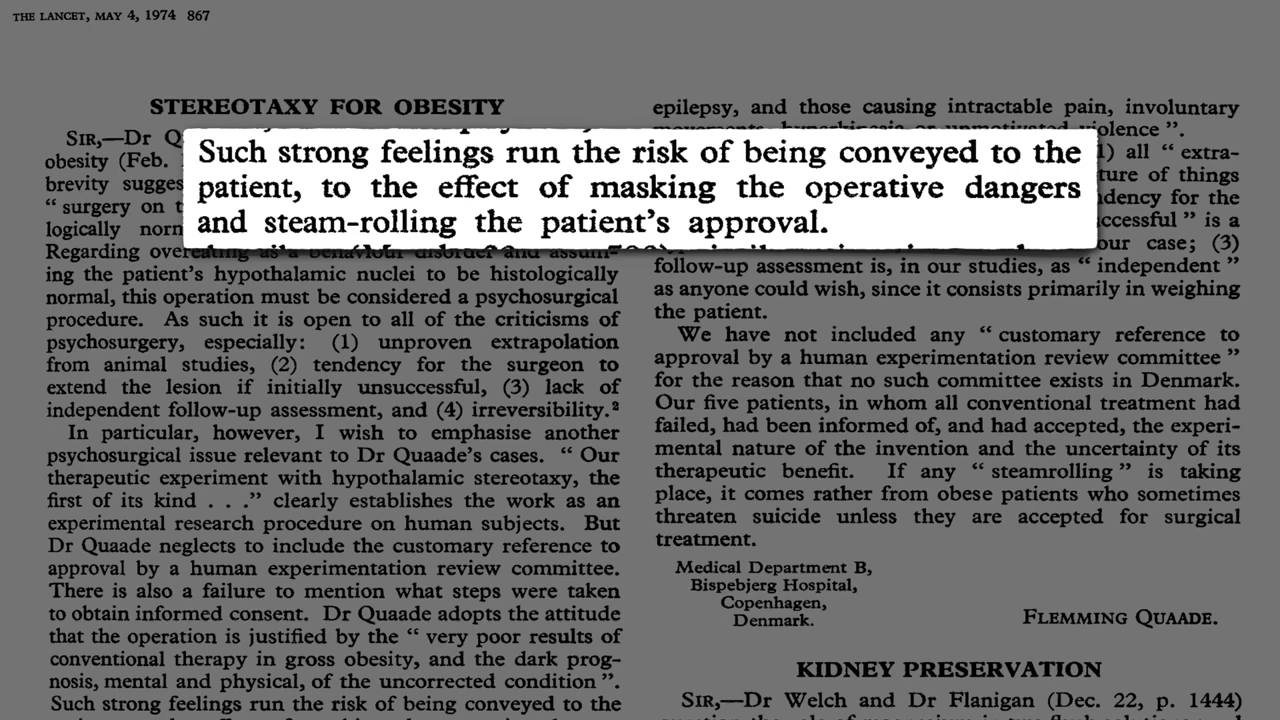 THE LANCET, MAY 4, 1974 867
STEREOTAXY FOR OBESITY
SIR,—Dr Q
obesity (Feb.
brevity sugges
“ surgery on t
logically norn
Regarding overeating as a behaviour disorder and assum-
ing the patient's hypothalamic nuclei to be histologically
normal, this operation must be considered a psychosurgical
procedure. As such it is open to all of the criticisms of
psychosurgery, especially: (1) unproven extrapolation
from animal studies, (2) tendency for the surgeon to
extend the lesion if initially unsuccessful, (3) lack of
independent follow-up assessment, and (4) irreversibility.²
In particular, however, I wish to emphasise another
psychosurgical issue relevant to Dr Quaade's cases. “ Our
therapeutic experiment with hypothalamic stereotaxy, the
first of its kind . . .” clearly establishes the work as an
experimental research procedure on human subjects. But
Dr Quaade neglects to include the customary reference to
approval by a human experimentation review committee.
There is also a failure to mention what steps were taken
to obtain informed consent. Dr Quaade adopts the attitude
that the operation is justified by the “ very poor results of
conventional therapy in gross obesity, and the dark prog-
nosis, mental and physical, of the uncorrected condition ”.
Such strong feelings run the risk of being conveyed to the
Such strong feelings run the risk of being conveyed to the
patient, to the effect of masking the operative dangers
and steam-rolling the patient's approval.
epilepsy, and those causing intractable pain, involuntary
movements, hyperkinesis or unmotivated violence ”.
1) all “ extra-
ture of things
dency for the
ccessful ” is a
our case; (3)
follow-up assessment is, in our studies, as “ independent ”
as anyone could wish, since it consists primarily in weighing
the patient.
We have not included any “ customary reference to
approval by a human experimentation review committee ”
for the reason that no such committee exists in Denmark.
Our five patients, in whom all conventional treatment had
failed, had been informed of, and had accepted, the experi-
mental nature of the invention and the uncertainty of its
therapeutic benefit. If any “ steamrolling ” is taking
place, it comes rather from obese patients who sometimes
threaten suicide unless they are accepted for surgical
treatment.
Medical Department B,
Bispebjerg Hospital,
Copenhagen,
Denmark.
FLEMMING QUAADE.
KIDNEY PRESERVATION
SIR,—Dr Welch and Dr Flanigan (Dec. 22, p. 1444)